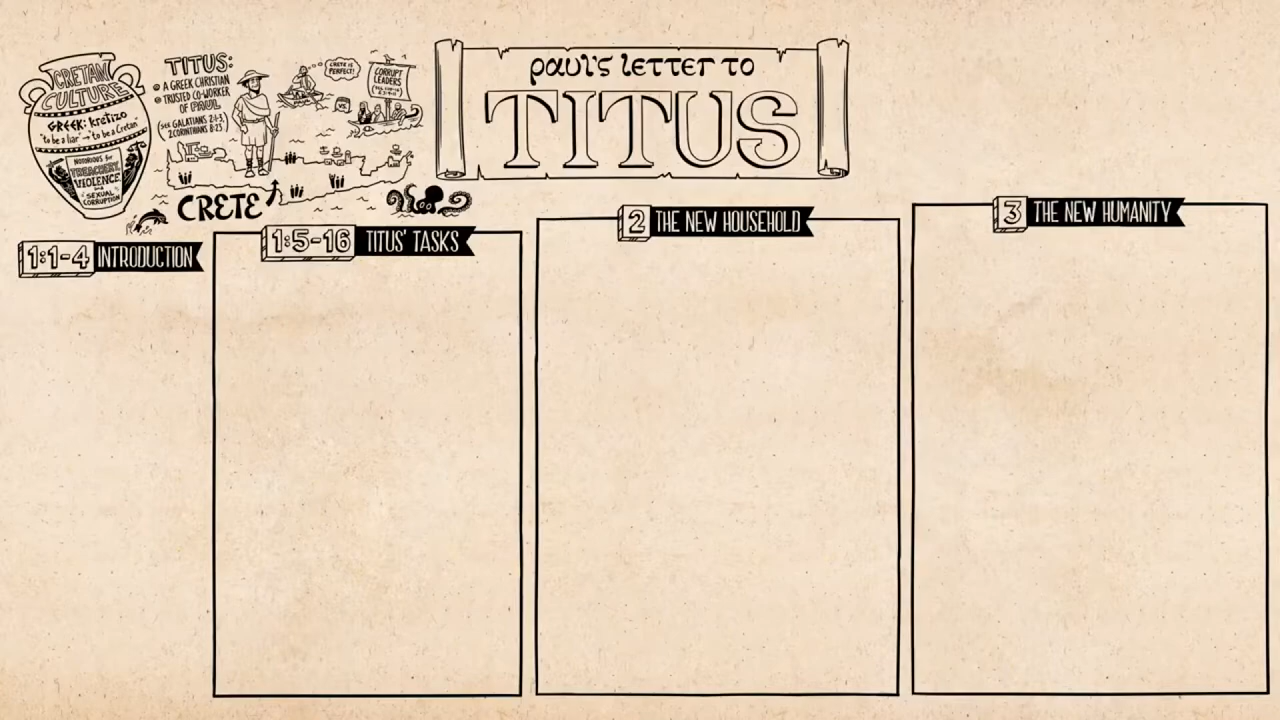 CRETAN
CULTURE
GREEK: kretizo
"to be a liar" → "to be a Cretan"
NOTORIOUS for
TREACHERY
VIOLENCE
and
SEXUAL
CORRUPTION
TITUS:
A GREEK CHRISTIAN
TRUSTED CO-WORKER
OF PAUL
(see GALATIANS 2:1-3,
2 CORINTHIANS 8:23)
CRETE is
PERFECT!
CORRUPT
LEADERS
CRETE
PAUL'S LETTER TO
TITUS
1:1-4 INTRODUCTION
1:5-16 TITUS' TASKS
2 THE NEW HOUSEHOLD
3 THE NEW HUMANITY